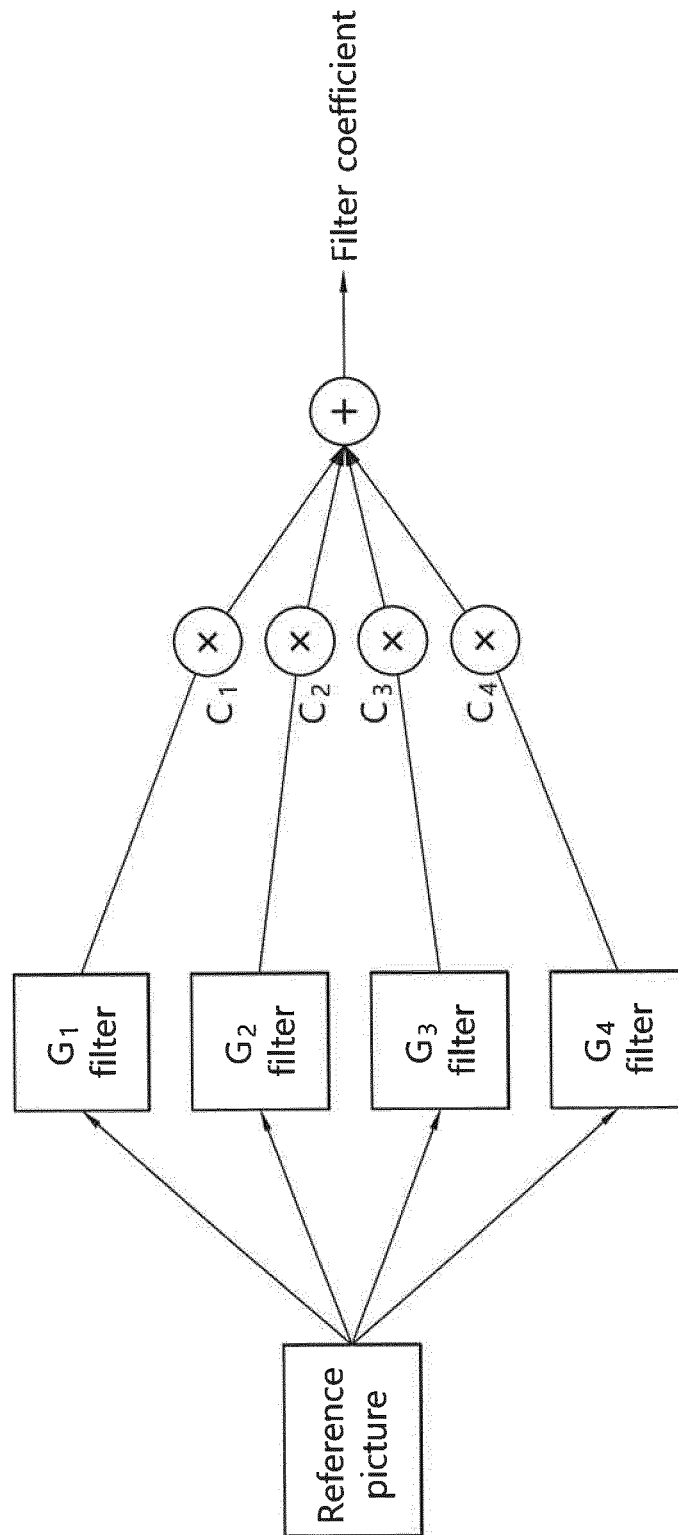 Reference
picture
G₁
filter
G₂
filter
G₃
filter
G₄
filter
C₁
×
C₂
×
C₃
×
C₄
×
+
Filter coefficient